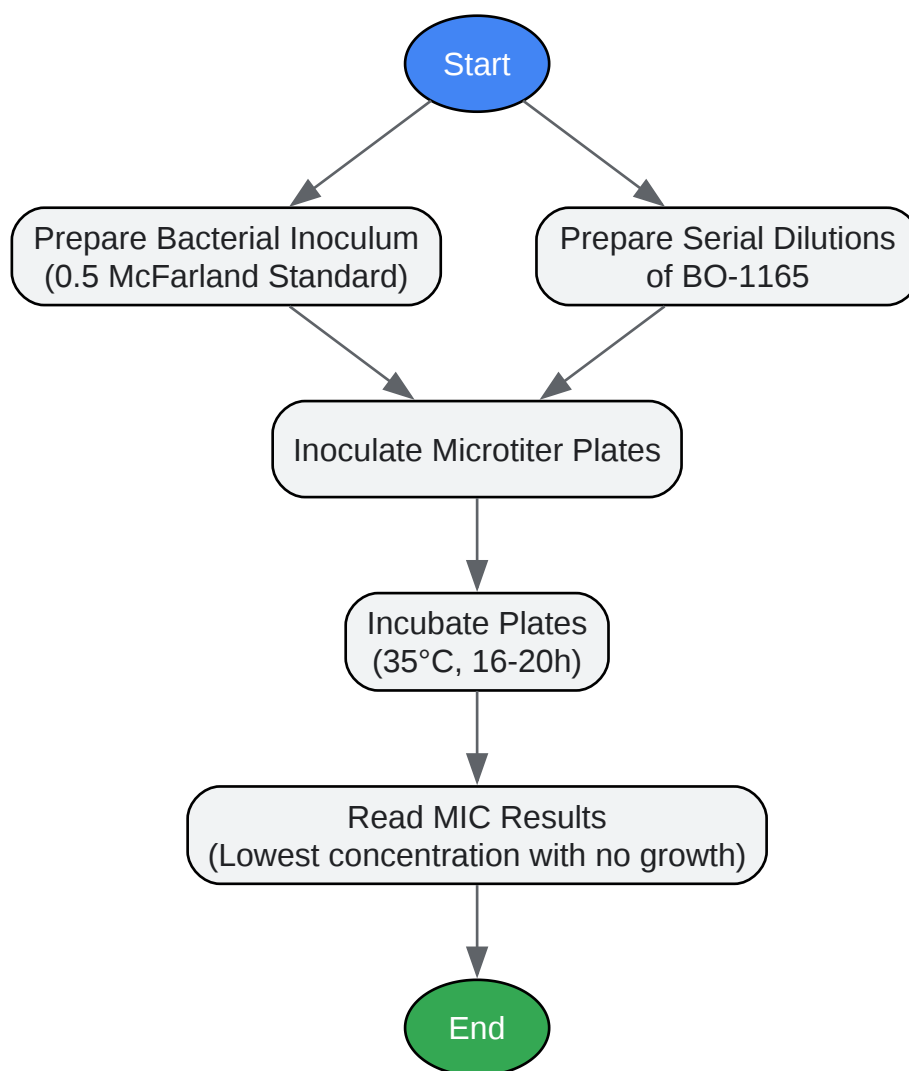 Start
Prepare Bacterial Inoculum
(0.5 McFarland Standard)
Prepare Serial Dilutions
of BO-1165
Inoculate Microtiter Plates
Incubate Plates
(35°C, 16-20h)
Read MIC Results
(Lowest concentration with no growth)
End